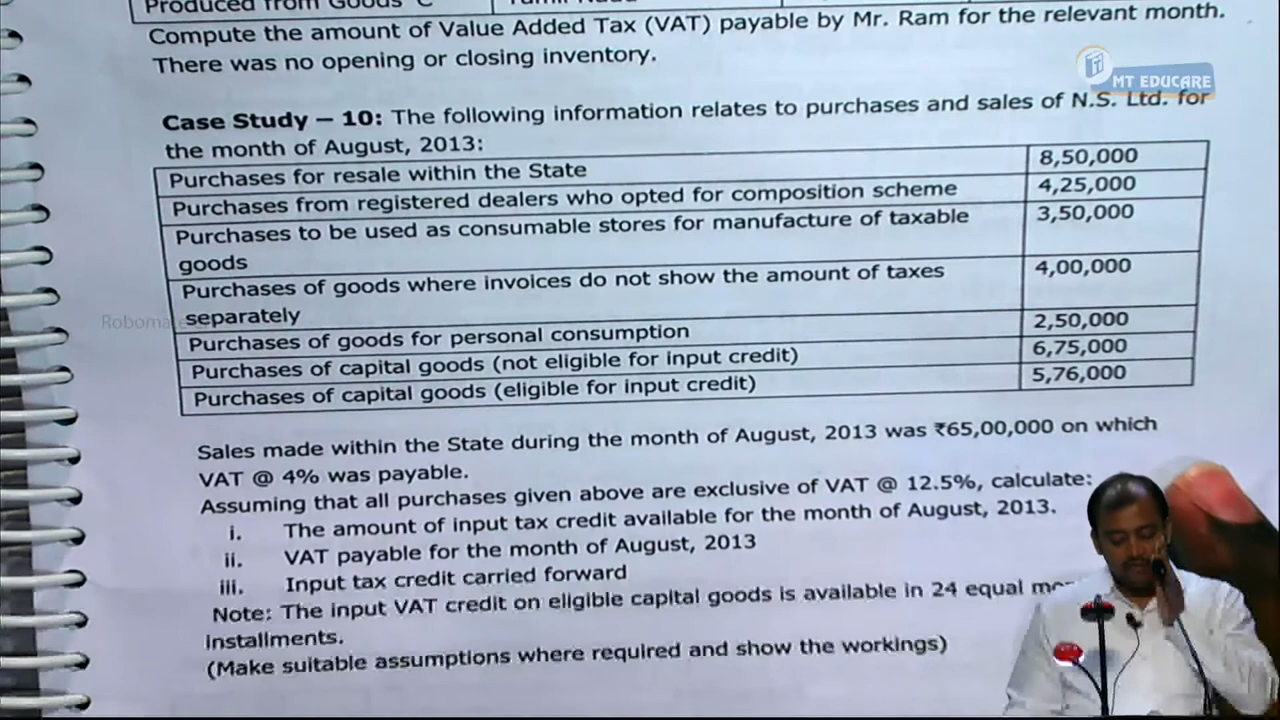 Produced from Goods 'C'
Compute the amount of Value Added Tax (VAT) payable by Mr. Ram for the relevant month.
There was no opening or closing inventory.
MT EDUCARE
Case Study – 10: The following information relates to purchases and sales of N.S. Ltd. for
the month of August, 2013:
Purchases for resale within the State 8,50,000
Purchases from registered dealers who opted for composition scheme 4,25,000
Purchases to be used as consumable stores for manufacture of taxable 3,50,000
goods
Purchases of goods where invoices do not show the amount of taxes 4,00,000
separately
Purchases of goods for personal consumption 2,50,000
Purchases of capital goods (not eligible for input credit) 6,75,000
Purchases of capital goods (eligible for input credit) 5,76,000
Sales made within the State during the month of August, 2013 was ₹65,00,000 on which
VAT @ 4% was payable.
Assuming that all purchases given above are exclusive of VAT @ 12.5%, calculate:
i. The amount of input tax credit available for the month of August, 2013.
ii. VAT payable for the month of August, 2013
iii. Input tax credit carried forward
Note: The input VAT credit on eligible capital goods is available in 24 equal
installments.
(Make suitable assumptions where required and show the workings)